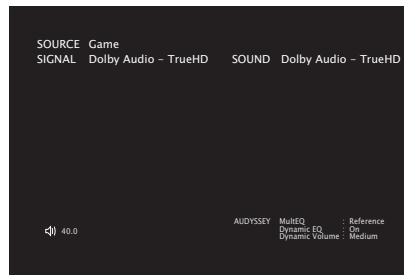 SOURCE Game
SIGNAL Dolby Audio – TrueHD SOUND Dolby Audio – TrueHD
AUDYSSEY MultEQ : Reference
Dynamic EQ : On
Dynamic Volume : Medium
40.0